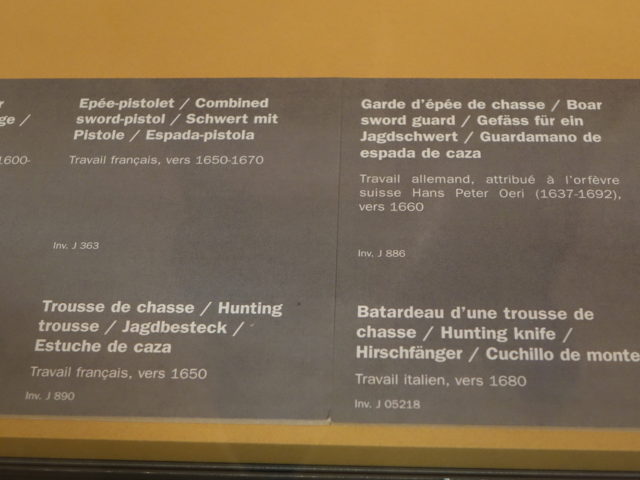 r
ge /
1600-
Epée-pistolet / Combined
sword-pistol / Schwert mit
Pistole / Espada-pistola
Travail français, vers 1650-1670
Inv. J 363
Trousse de chasse / Hunting
trousse / Jagdbesteck /
Estuche de caza
Travail français, vers 1650
Inv. J 890
Garde d'épée de chasse / Boar
sword guard / Gefäss für ein
Jagdschwert / Guardamano de
espada de caza
Travail allemand, attribué à l'orfèvre
suisse Hans Peter Oeri (1637-1692),
vers 1660
Inv. J 886
Batardeau d'une trousse de
chasse / Hunting knife /
Hirschfänger / Cuchillo de monte
Travail italien, vers 1680
Inv. J 05218